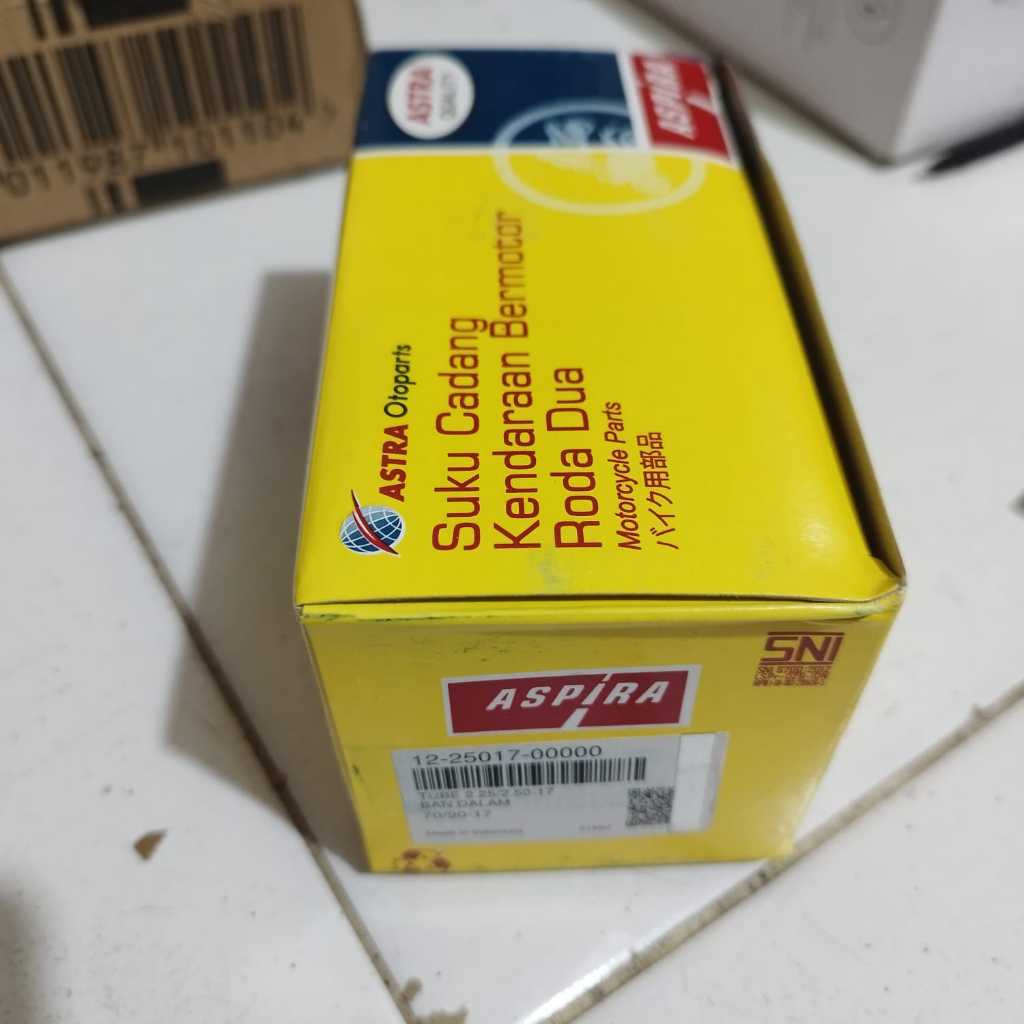 ASTRA
QUALITY
ASPIRA
ASTRA Otoparts
Suku Cadang
Kendaraan Bermotor
Roda Dua
Motorcycle Parts
バイク用部品
SNI
ASPIRA
12-25017-00000
TUBE 2.25/2.50-17
BAN DALAM
70/90-17
Made in Indonesia